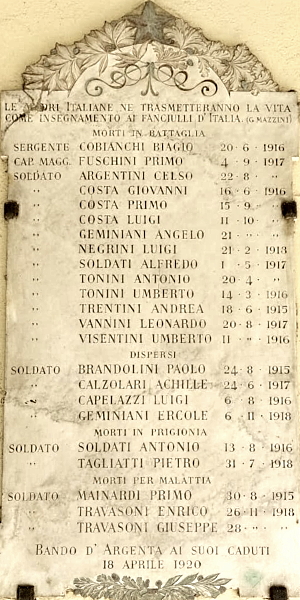 LE MADRI ITALIANE NE TRASMETTERANNO LA VITA
COME INSEGNAMENTO AI FANCIULLI D'ITALIA. (G. MAZZINI)
MORTI IN BATTAGLIA
SERGENTE COBIANCHI BIAGIO 20·6·1916
CAP. MAGG. FUSCHINI PRIMO 4·9·1917
SOLDATO ARGENTINI CELSO 22·8· "
" COSTA GIOVANNI 16·6·1916
" COSTA PRIMO 15·9· "
" COSTA LUIGI 11·10· "
" GEMINIANI ANGELO 21· " · "
" NEGRINI LUIGI 21·2·1918
" SOLDATI ALFREDO 1·5·1917
" TONINI ANTONIO 20·4· "
" TONINI UMBERTO 14·3·1916
" TRENTINI ANDREA 18·6·1915
" VANNINI LEONARDO 20·8·1917
" VISENTINI UMBERTO 11· " ·1916
DISPERSI
SOLDATO BRANDOLINI PAOLO 24·8·1915
" CALZOLARI ACHILLE 24·6·1917
" CAPELAZZI LUIGI 6·8·1916
" GEMINIANI ERCOLE 6·11·1918
MORTI IN PRIGIONIA
SOLDATO SOLDATI ANTONIO 13·8·1916
" TAGLIATTI PIETRO 31·7·1918
MORTI PER MALATTIA
SOLDATO MAINARDI PRIMO 30·8·1915
" TRAVASONI ENRICO 26·11·1918
" TRAVASONI GIUSEPPE 28· " · "
BANDO D'ARGENTA AI SUOI CADUTI
18 APRILE 1920